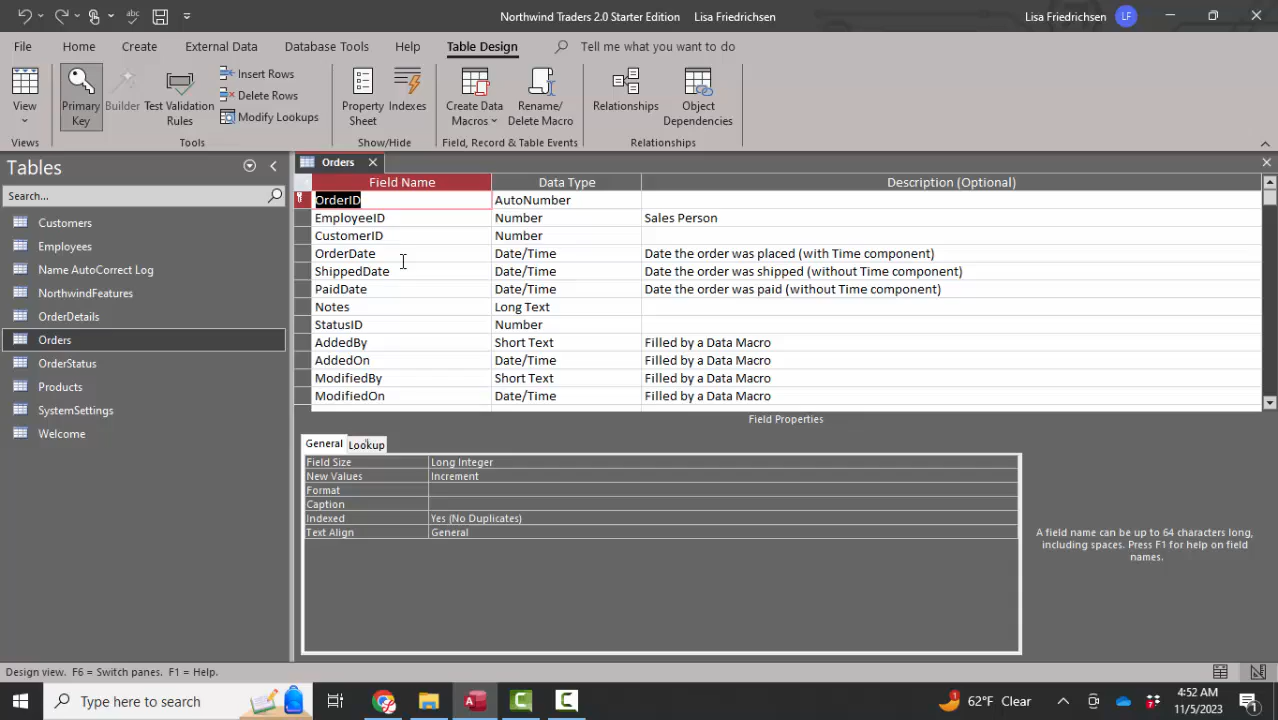 Northwind Traders 2.0 Starter Edition Lisa Friedrichsen
Lisa Friedrichsen LF
File Home Create External Data Database Tools Help Table Design Tell me what you want to do
View
Primary Key
Builder
Test Validation Rules
Insert Rows
Delete Rows
Modify Lookups
Property Sheet
Indexes
Create Data Macros
Rename/ Delete Macro
Relationships
Object Dependencies
Views Tools Show/Hide Field, Record & Table Events Relationships
Tables
Search...
Customers
Employees
Name AutoCorrect Log
NorthwindFeatures
OrderDetails
Orders
OrderStatus
Products
SystemSettings
Welcome
Orders
Field Name Data Type Description (Optional)
OrderID AutoNumber
EmployeeID Number Sales Person
CustomerID Number
OrderDate Date/Time Date the order was placed (with Time component)
ShippedDate Date/Time Date the order was shipped (without Time component)
PaidDate Date/Time Date the order was paid (without Time component)
Notes Long Text
StatusID Number
AddedBy Short Text Filled by a Data Macro
AddedOn Date/Time Filled by a Data Macro
ModifiedBy Short Text Filled by a Data Macro
ModifiedOn Date/Time Filled by a Data Macro
Field Properties
General Lookup
Field Size Long Integer
New Values Increment
Format
Caption
Indexed Yes (No Duplicates)
Text Align General
A field name can be up to 64 characters long,
including spaces. Press F1 for help on field
names.
Design view. F6 = Switch panes. F1 = Help.
Type here to search
62°F Clear
4:52 AM
11/5/2023
1